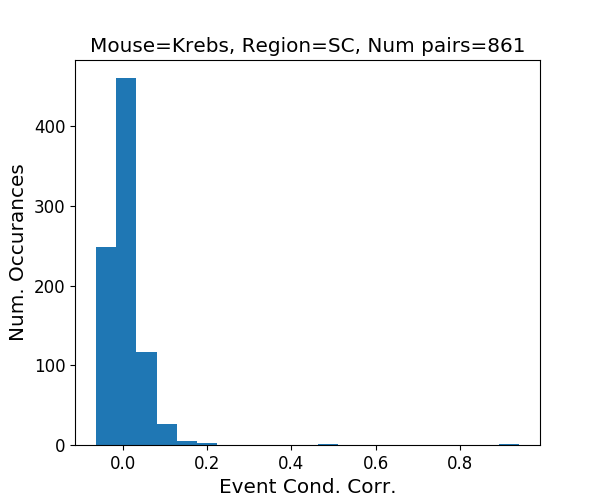 Mouse=Krebs, Region=SC, Num pairs=861
Num. Occurances
400
300
200
100
0
0.0 0.2 0.4 0.6 0.8
Event Cond. Corr.